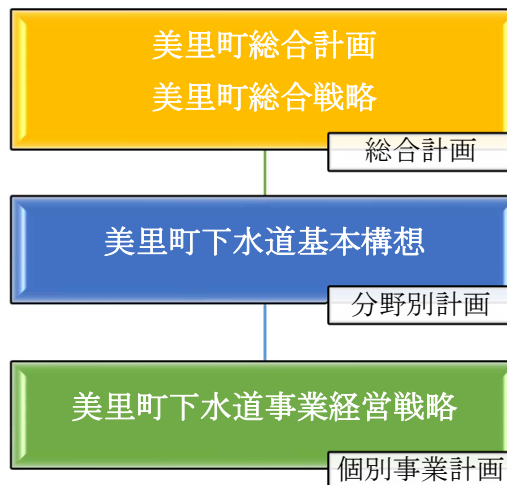 美里町総合計画
美里町総合戦略
総合計画
美里町下水道基本構想
分野別計画
美里町下水道事業経営戦略
個別事業計画